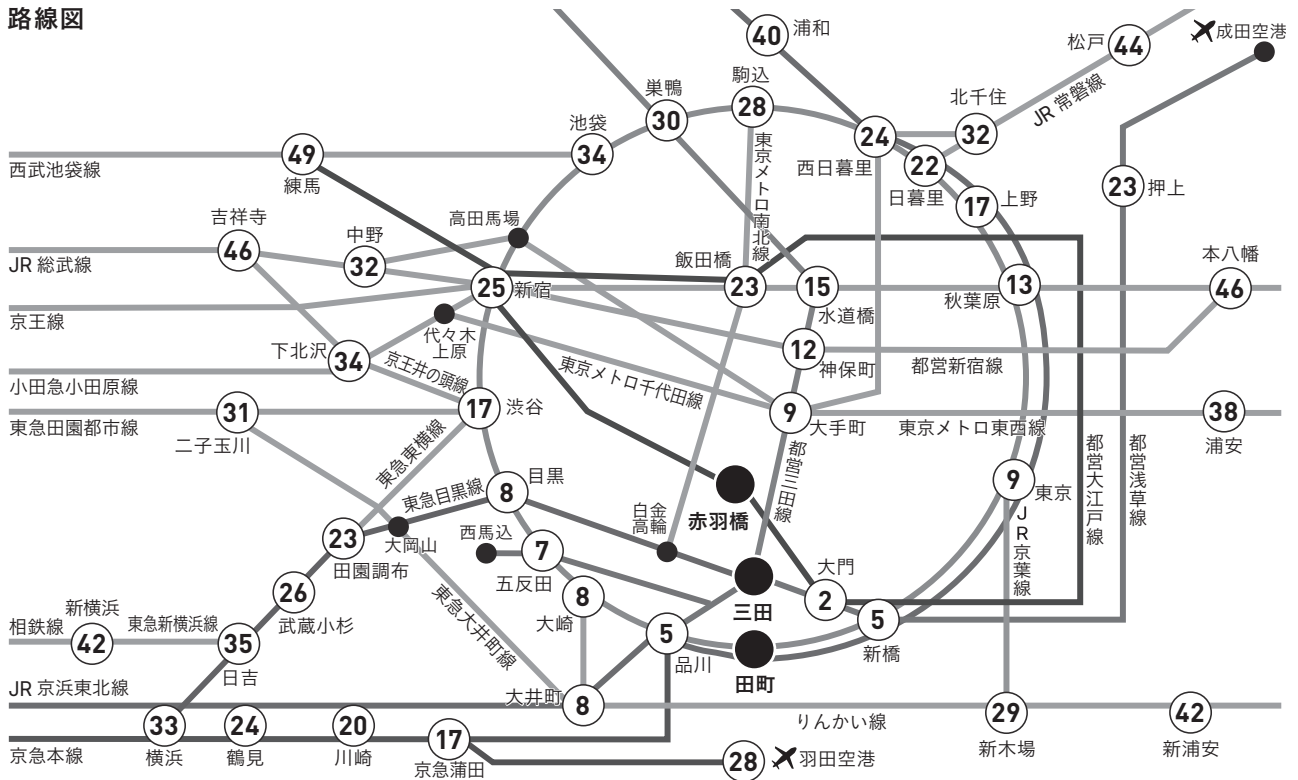 路線図
40 浦和
松戸 44
成田空港
巣鴨 30
駒込 28
北千住 32
JR 常磐線
池袋 34
24 西日暮里
22 日暮里
49 練馬
西武池袋線
東京メトロ南北線
23 押上
17 上野
吉祥寺 46
中野 32
高田馬場
JR 総武線
飯田橋 23
15 水道橋
13 秋葉原
本八幡 46
25 新宿
京王線
代々木上原
下北沢 34
京王井の頭線
東京メトロ千代田線
12 神保町
都営新宿線
小田急小田原線
31 二子玉川
東急田園都市線
17 渋谷
9 大手町
東京メトロ東西線
38 浦安
東急東横線
都営三田線
都営大江戸線
都営浅草線
東急目黒線
8 目黒
9 東京
白金高輪
赤羽橋
JR京葉線
西馬込
23 田園調布
大岡山
7 五反田
三田
大門 2
新横浜 42
東急新横浜線
26 武蔵小杉
東急大井町線
8 大崎
5 品川
田町
5 新橋
相鉄線
35 日吉
JR 京浜東北線
大井町 8
りんかい線
29 新木場
42 新浦安
京急本線
33 横浜
24 鶴見
20 川崎
17 京急蒲田
28 羽田空港